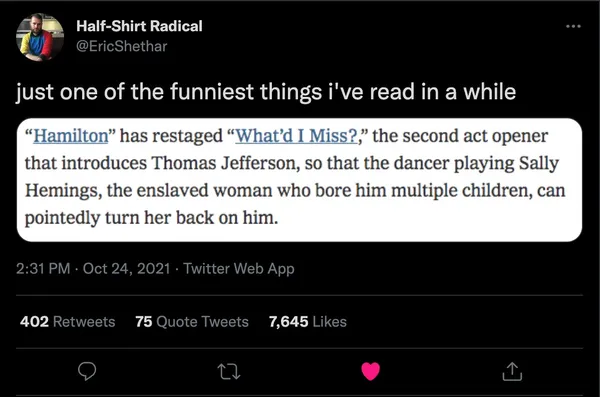 Half-Shirt Radical
@EricShethar
just one of the funniest things i've read in a while
“Hamilton” has restaged “What’d I Miss?,” the second act opener
that introduces Thomas Jefferson, so that the dancer playing Sally
Hemings, the enslaved woman who bore him multiple children, can
pointedly turn her back on him.
2:31 PM · Oct 24, 2021 · Twitter Web App
402 Retweets 75 Quote Tweets 7,645 Likes